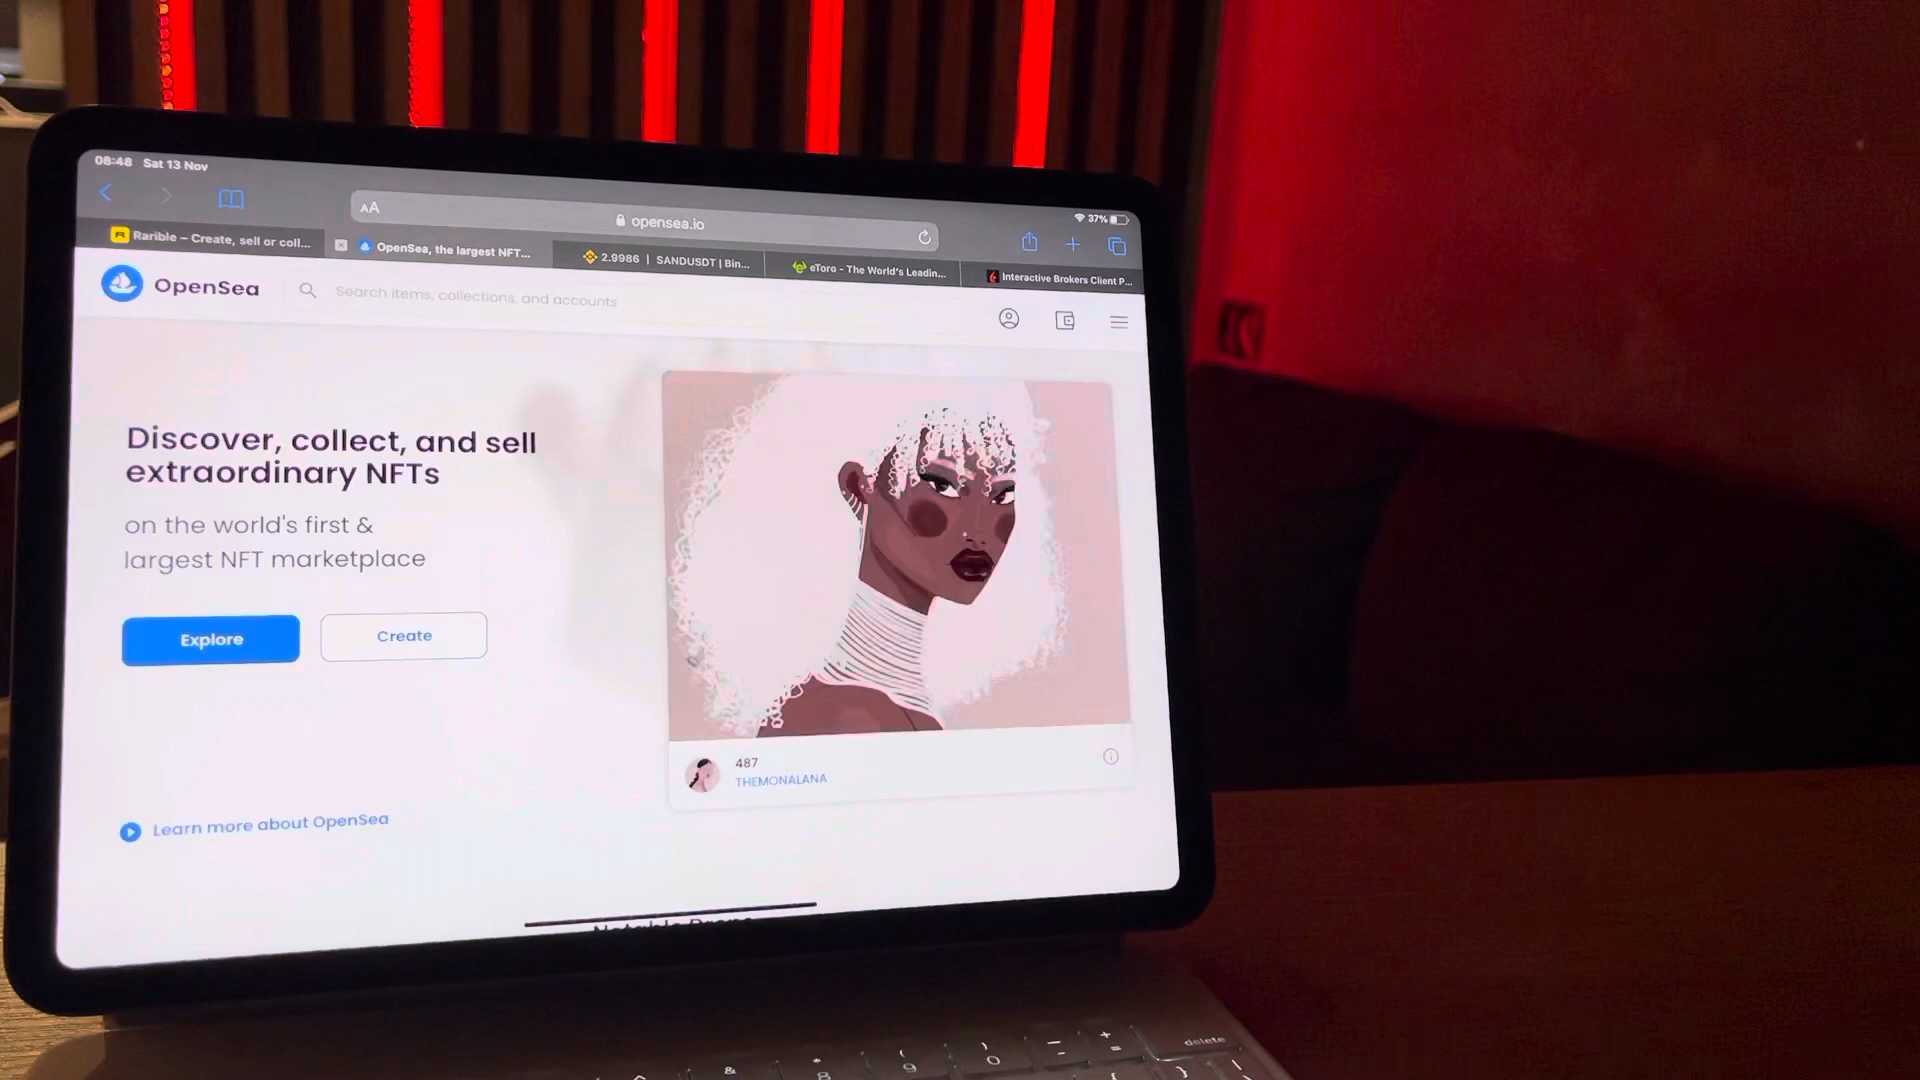 08:48 Sat 13 Nov
37%
AA
opensea.io
Rarible – Create, sell or coll...
OpenSea, the largest NFT...
2.9986 | SANDUSDT | Bin...
eToro - The World's Leadin...
Interactive Brokers Client P...
OpenSea
Search items, collections, and accounts
Discover, collect, and sell
extraordinary NFTs
on the world's first &
largest NFT marketplace
Explore
Create
487
THEMONALANA
Learn more about OpenSea
& * ( ) _ +
8 9 0 - =
delete